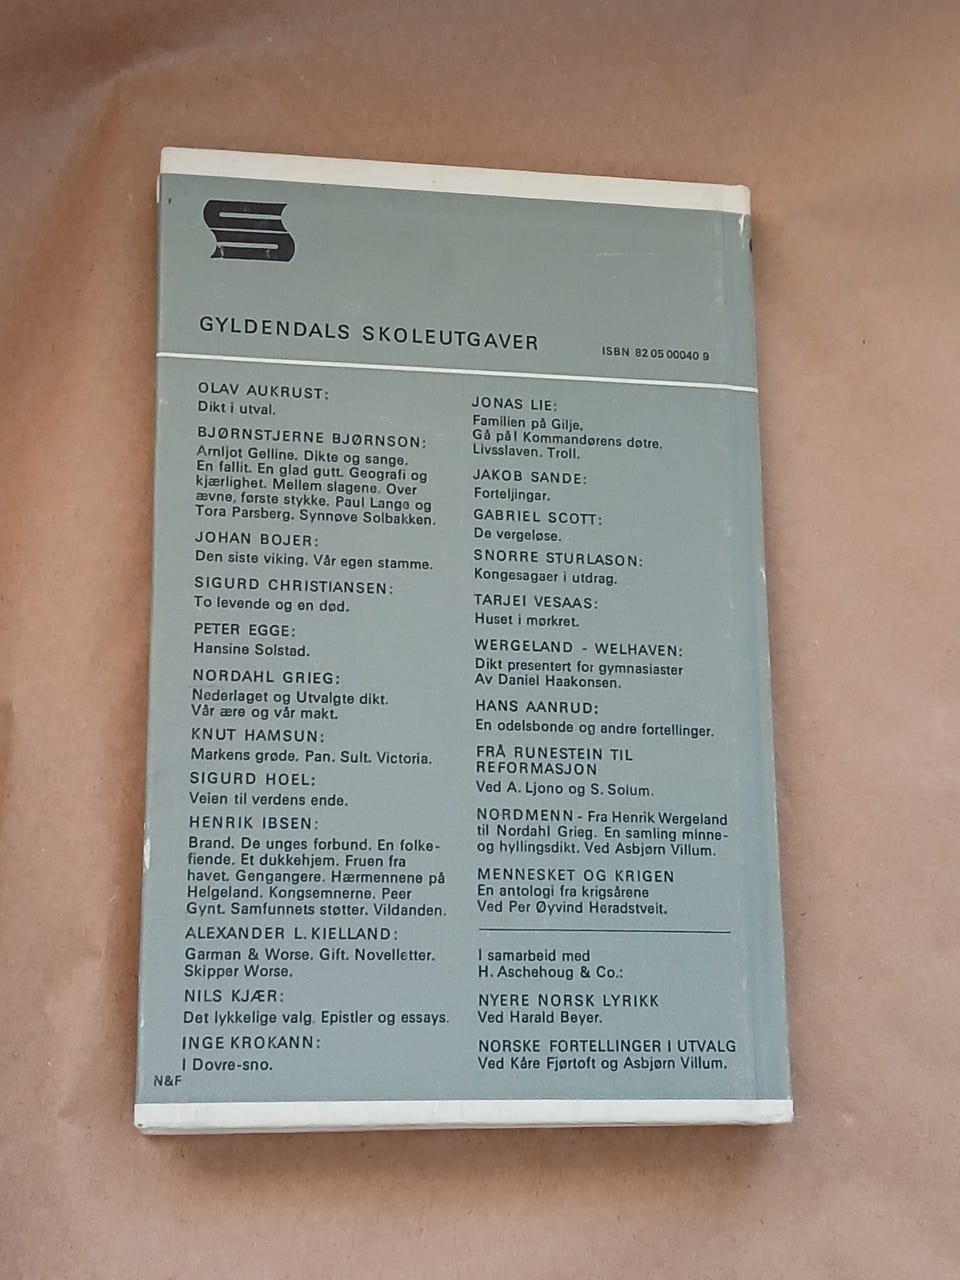 GYLDENDALS SKOLEUTGAVER
ISBN 82 05 00040 9
OLAV AUKRUST:
Dikt i utval.
BJØRNSTJERNE BJØRNSON:
Arnljot Gelline. Dikte og sange.
En fallit. En glad gutt. Geografi og
kjærlighet. Mellem slagene. Over
ævne, første stykke. Paul Lange og
Tora Parsberg. Synnøve Solbakken.
JOHAN BOJER:
Den siste viking. Vår egen stamme.
SIGURD CHRISTIANSEN:
To levende og en død.
PETER EGGE:
Hansine Solstad.
NORDAHL GRIEG:
Nederlaget og Utvalgte dikt.
Vår ære og vår makt.
KNUT HAMSUN:
Markens grøde. Pan. Sult. Victoria.
SIGURD HOEL:
Veien til verdens ende.
HENRIK IBSEN:
Brand. De unges forbund. En folke-
fiende. Et dukkehjem. Fruen fra
havet. Gengangere. Hærmennene på
Helgeland. Kongsemnerne. Peer
Gynt. Samfunnets støtter. Vildanden.
ALEXANDER L. KIELLAND:
Garman & Worse. Gift. Novelletter.
Skipper Worse.
NILS KJÆR:
Det lykkelige valg. Epistler og essays.
INGE KROKANN:
I Dovre-sno.
N&F
JONAS LIE:
Familien på Gilje.
Gå på! Kommandørens døtre.
Livsslaven. Troll.
JAKOB SANDE:
Forteljingar.
GABRIEL SCOTT:
De vergeløse.
SNORRE STURLASON:
Kongesagaer i utdrag.
TARJEI VESAAS:
Huset i mørkret.
WERGELAND - WELHAVEN:
Dikt presentert for gymnasiaster
Av Daniel Haakonsen.
HANS AANRUD:
En odelsbonde og andre fortellinger.
FRÅ RUNESTEIN TIL
REFORMASJON
Ved A. Ljono og S. Solum.
NORDMENN - Fra Henrik Wergeland
til Nordahl Grieg. En samling minne-
og hyllingsdikt. Ved Asbjørn Villum.
MENNESKET OG KRIGEN
En antologi fra krigsårene
Ved Per Øyvind Heradstveit.
I samarbeid med
H. Aschehoug & Co.:
NYERE NORSK LYRIKK
Ved Harald Beyer.
NORSKE FORTELLINGER I UTVALG
Ved Kåre Fjørtoft og Asbjørn Villum.